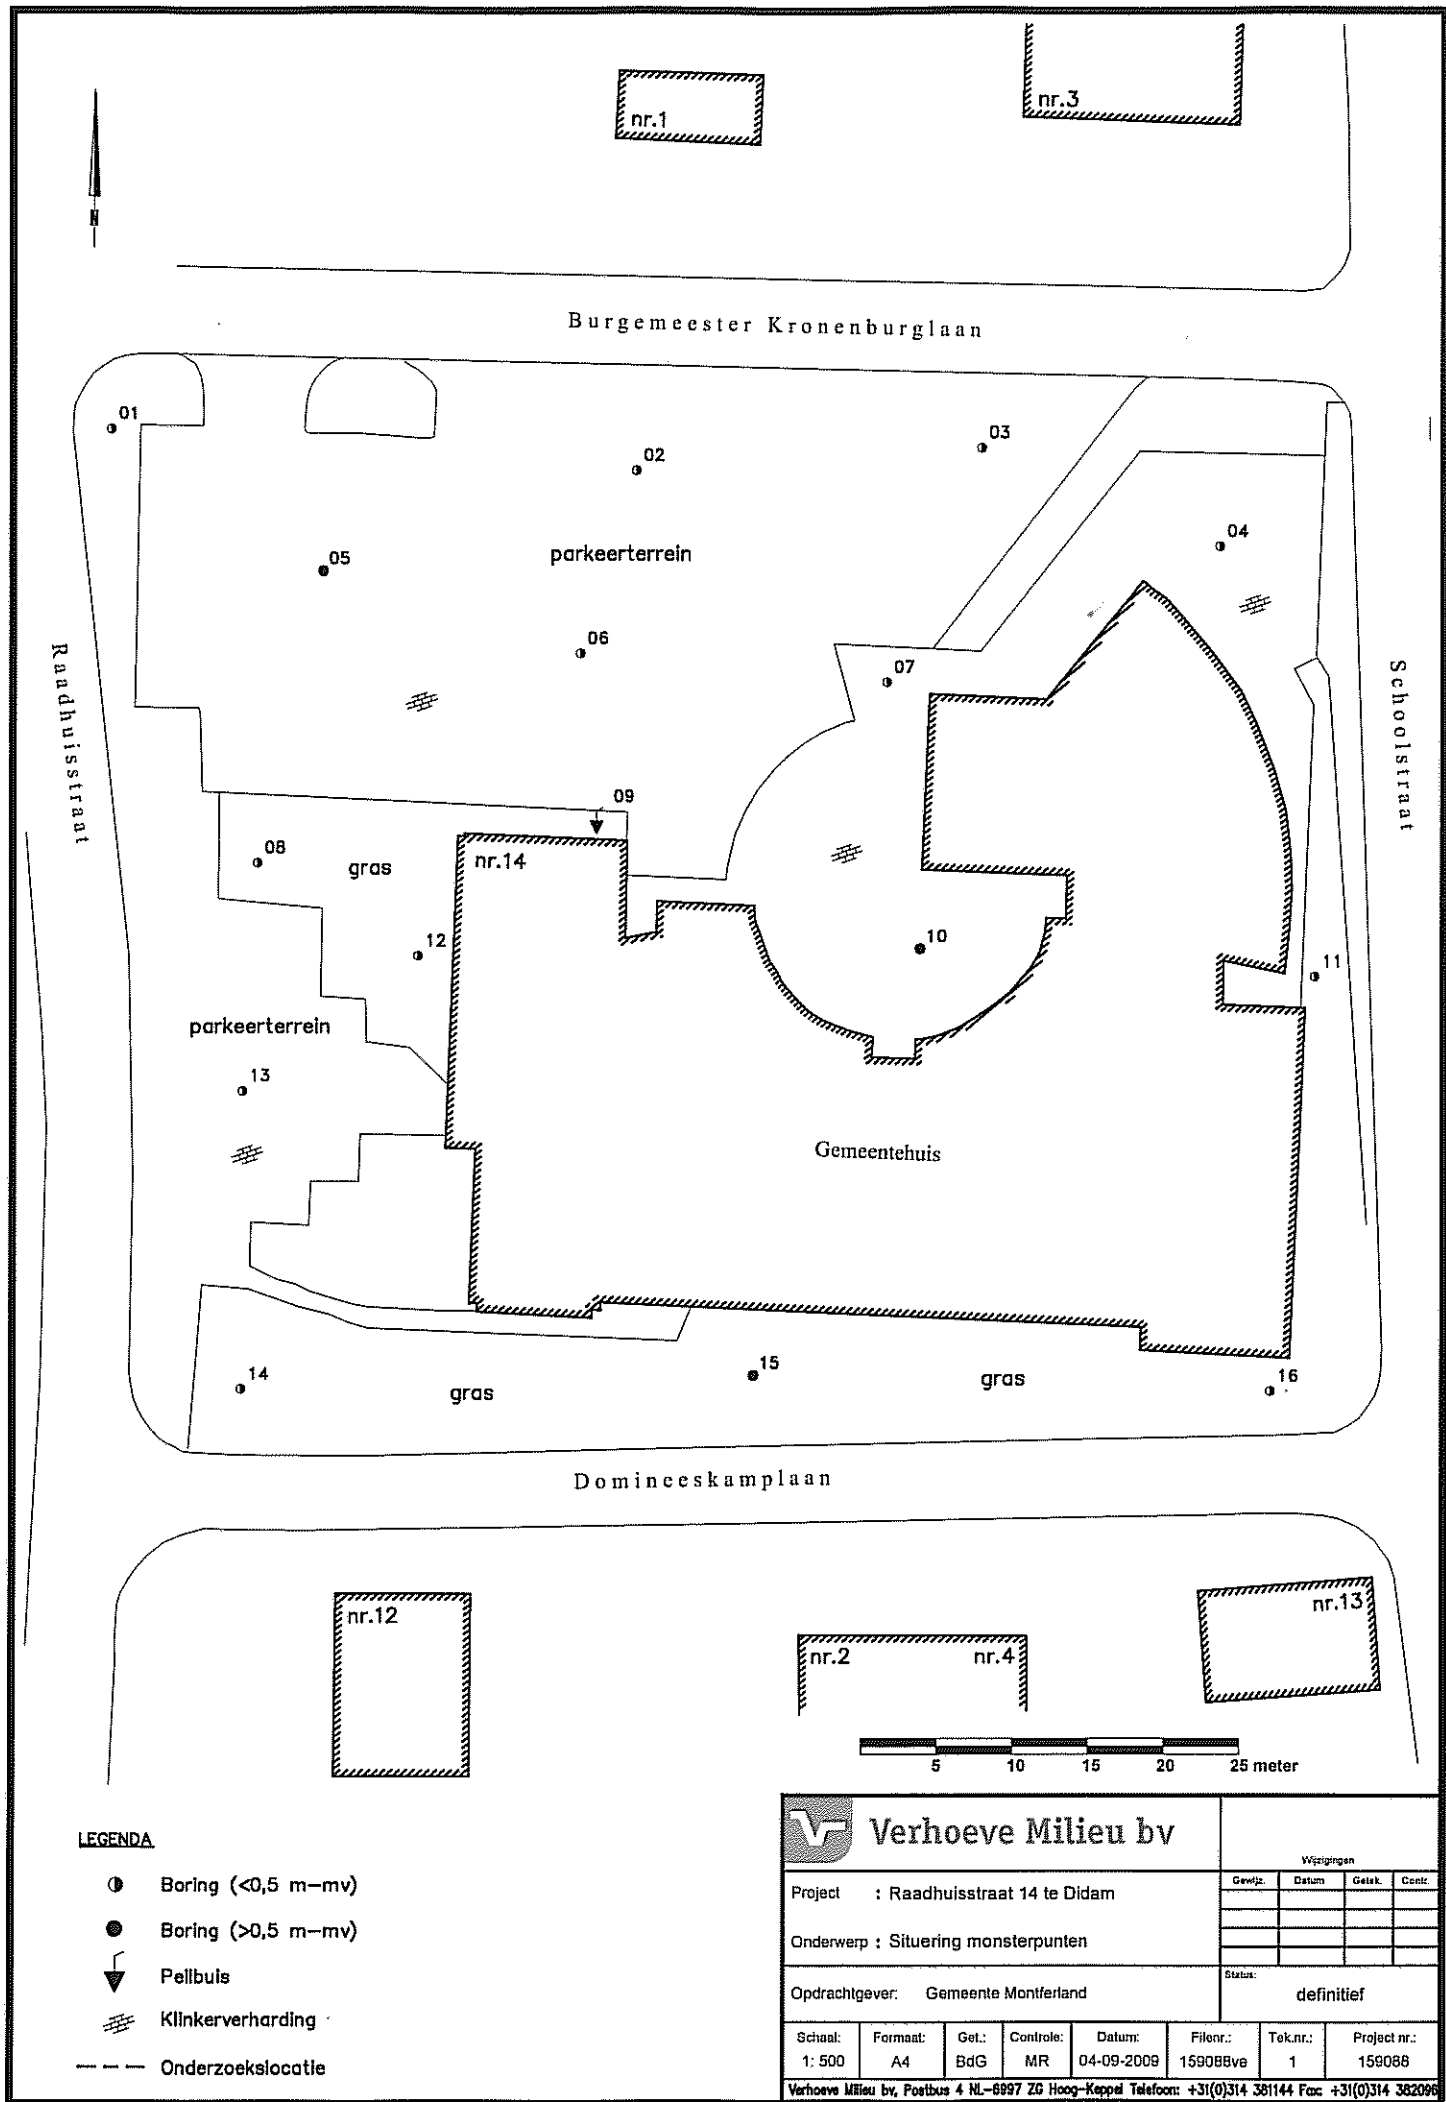 nr.1
nr.3
N
Burgemeester Kronenburglaan
01
02
03
04
05
parkeerterrein
06
07
Raadhuisstraat
Schoolstraat
09
08
gras
nr.14
12
10
11
parkeerterrein
13
Gemeentehuis
14
gras
15
gras
16
Domineeskamplaan
nr.12
nr.2
nr.4
nr.13
5 10 15 20 25 meter
LEGENDA
Boring (<0,5 m-mv)
Boring (>0,5 m-mv)
Peilbuis
Klinkerverharding
Onderzoekslocatie
Verhoeve Milieu bv
Wijzigingen
Gewijz. Datum Getek. Contr.
Project : Raadhuisstraat 14 te Didam
Onderwerp : Situering monsterpunten
Opdrachtgever: Gemeente Montferland
Status:
definitief
Schaal: Formaat: Get.: Controle: Datum: Filenr.: Tek.nr.: Project nr.:
1: 500 A4 BdG MR 04-09-2009 159088ve 1 159088
Verhoeve Milieu bv, Postbus 4 NL-6997 ZG Hoog-Keppel Telefoon: +31(0)314 381144 Fax: +31(0)314 382096